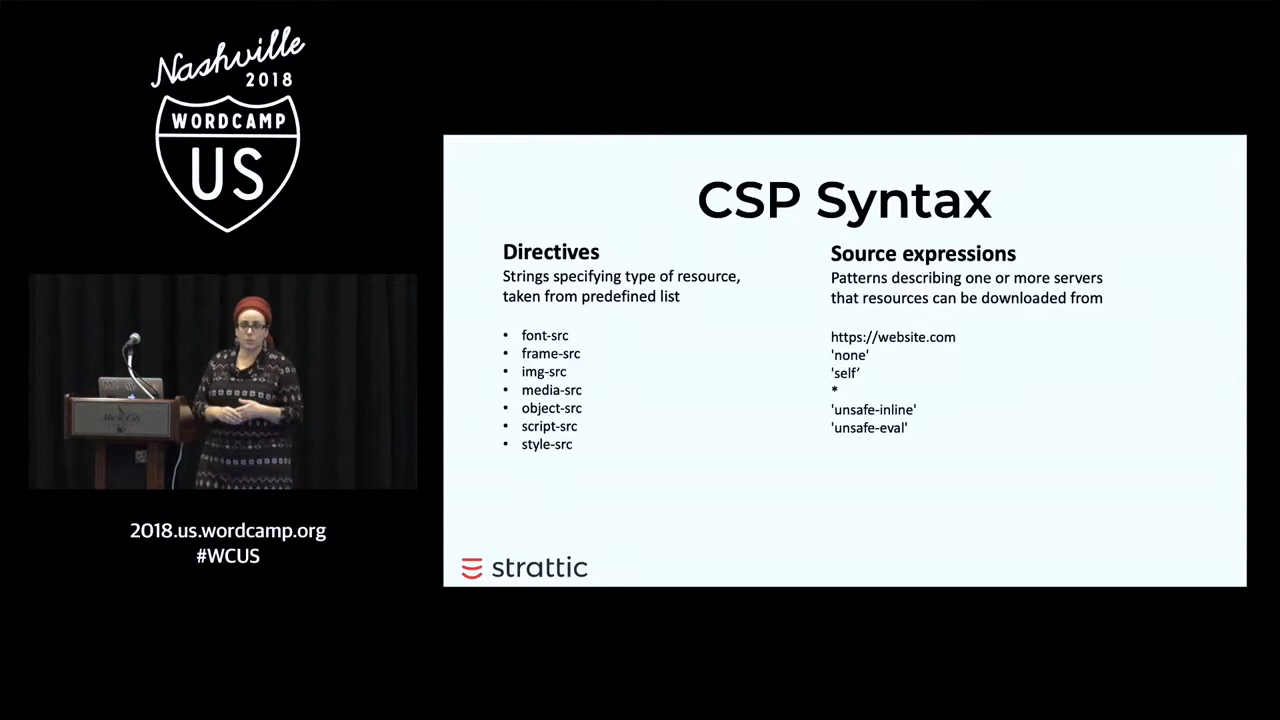 Nashville
2018
WORDCAMP
US
2018.us.wordcamp.org
#WCUS
CSP Syntax
Directives
Strings specifying type of resource,
taken from predefined list
• font-src
• frame-src
• img-src
• media-src
• object-src
• script-src
• style-src
Source expressions
Patterns describing one or more servers
that resources can be downloaded from
https://website.com
'none'
'self’
*
'unsafe-inline'
'unsafe-eval'
strattic